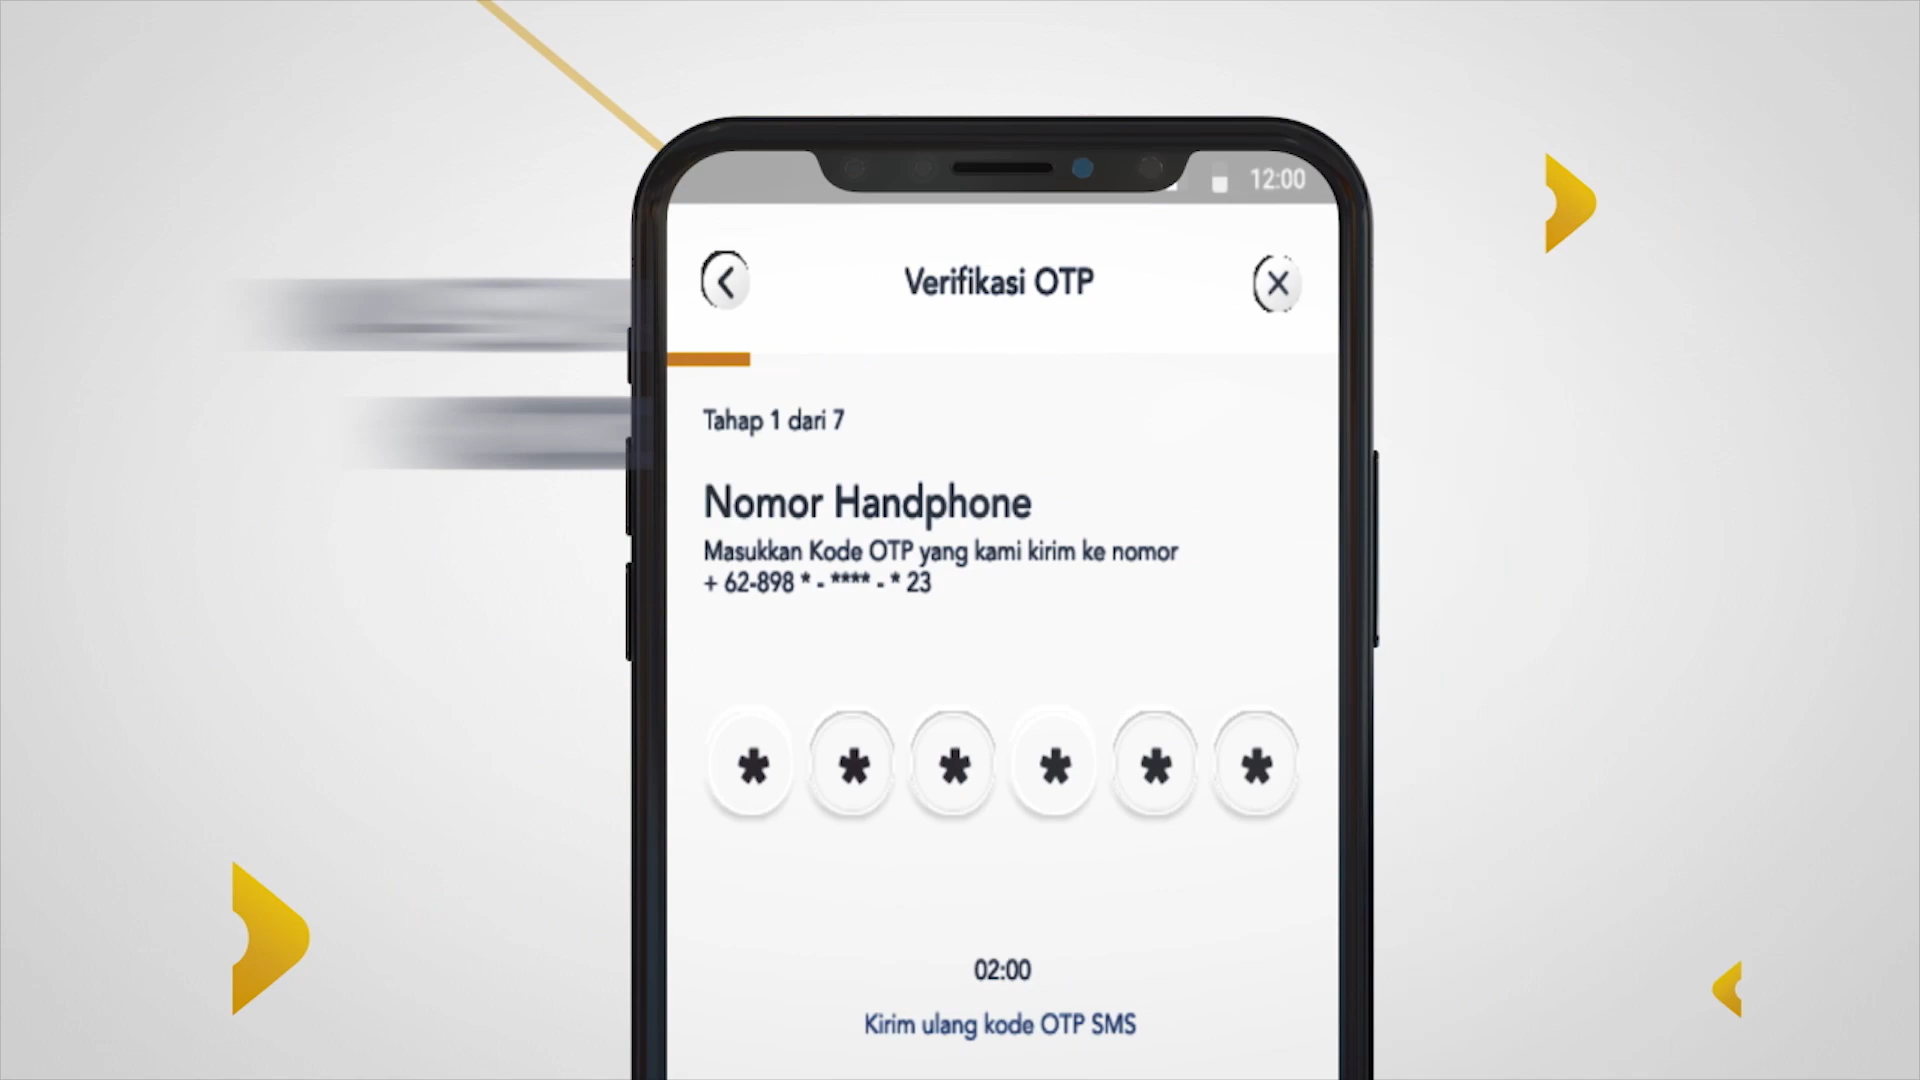 12:00
Verifikasi OTP
Tahap 1 dari 7
Nomor Handphone
Masukkan Kode OTP yang kami kirim ke nomor
+ 62-898 * - **** - * 23
* * * * * *
02:00
Kirim ulang kode OTP SMS